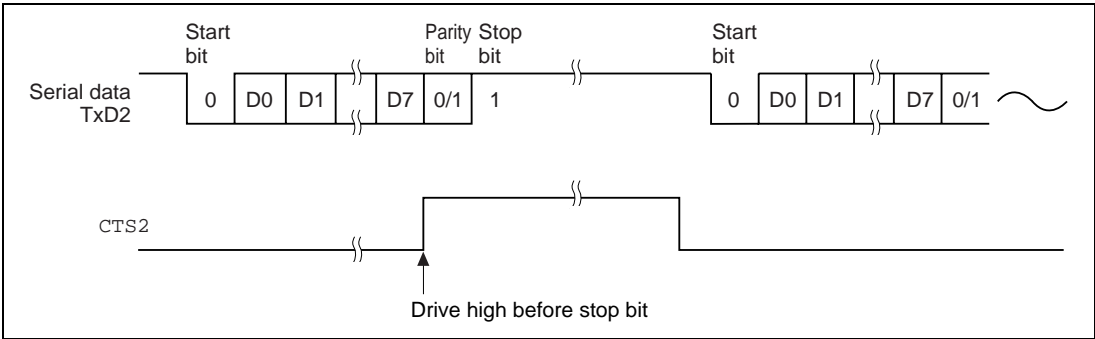 Start
bit
Parity
bit
Stop
bit
Start
bit
Serial data
TxD2
0 D0 D1 D7 0/1 1 0 D0 D1 D7 0/1
CTS2
Drive high before stop bit